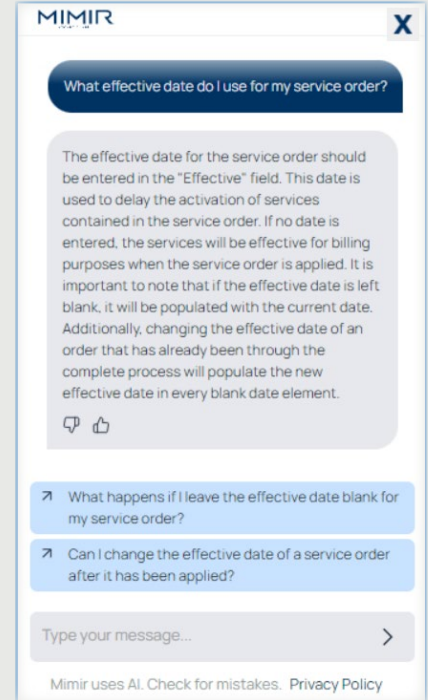 MIMIR
X
What effective date do I use for my service order?
The effective date for the service order should
be entered in the "Effective" field. This date is
used to delay the activation of services
contained in the service order. If no date is
entered, the services will be effective for billing
purposes when the service order is applied. It is
important to note that if the effective date is left
blank, it will be populated with the current date.
Additionally, changing the effective date of an
order that has already been through the
complete process will populate the new
effective date in every blank date element.
What happens if I leave the effective date blank for
my service order?
Can I change the effective date of a service order
after it has been applied?
Type your message...
Mimir uses AI. Check for mistakes. Privacy Policy